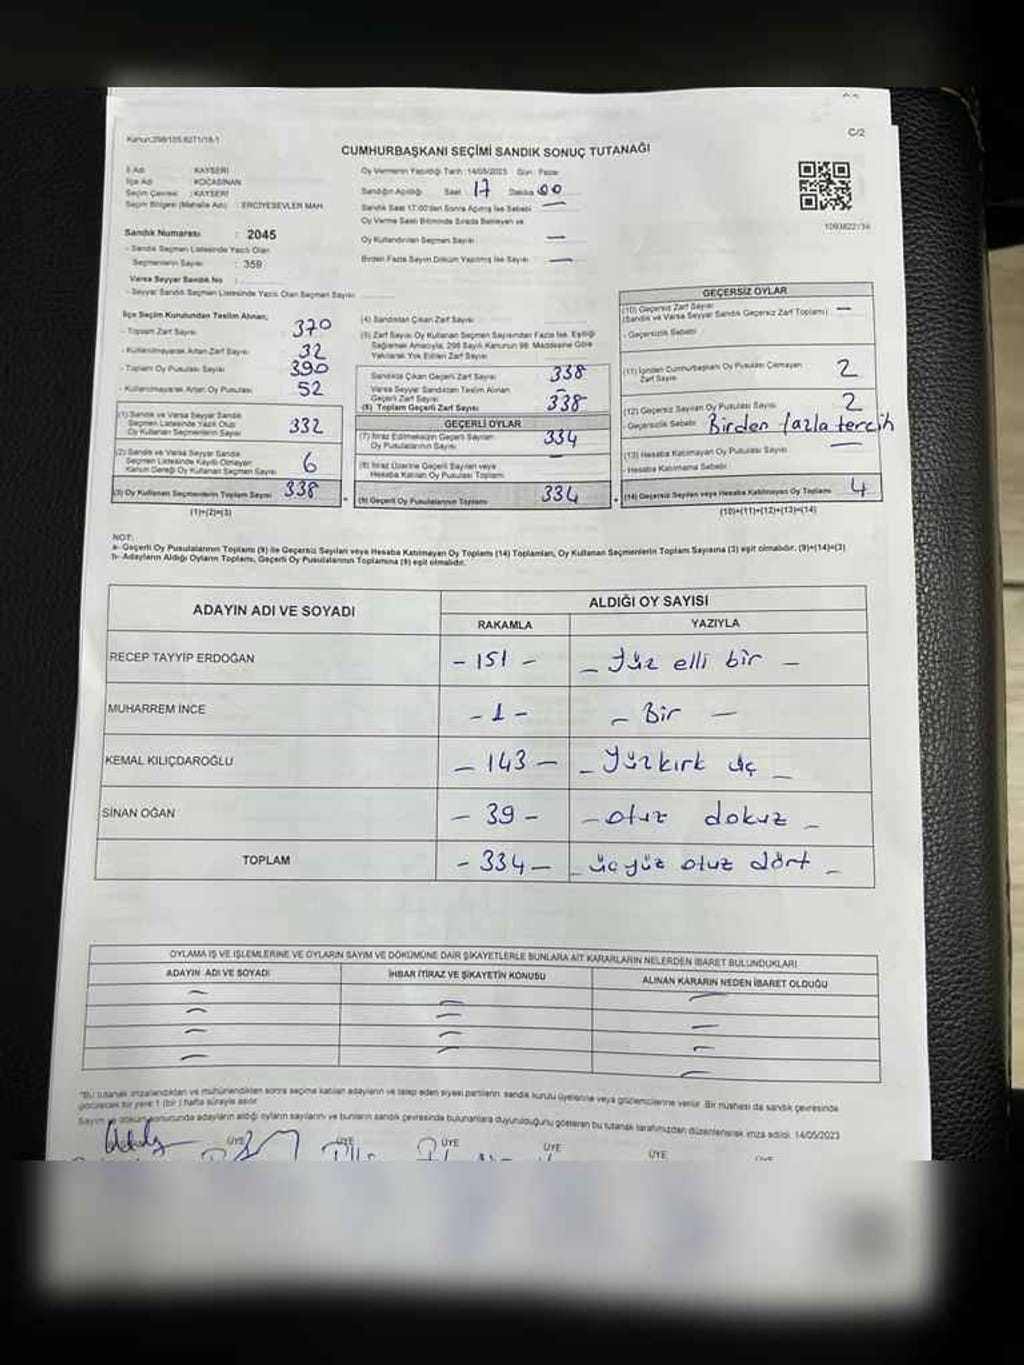 Kanun:298/105,6271/18-1
C/2
CUMHURBAŞKANI SEÇİMİ SANDIK SONUÇ TUTANAĞI
İl Adı : KAYSERİ
İlçe Adı : KOCASİNAN
Seçim Çevresi : KAYSERİ
Seçim Bölgesi (Mahalle Adı) : ERCİYESEVLER MAH.
Sandık Numarası : 2045
- Sandık Seçmen Listesinde Yazılı Olan
Seçmenlerin Sayısı : 359
Varsa Seyyar Sandık No :
- Seyyar Sandık Seçmen Listesinde Yazılı Olan Seçmen Sayısı
Oy Vermenin Yapıldığı Tarih :14/05/2023 Gün : Pazar
Sandığın Açıldığı Saat 17 Dakika 00
Sandık Saat 17:00'den Sonra Açılmış İse Sebebi —
Oy Verme Saati Bitiminde Sırada Bekleyen ve
Oy Kullandırılan Seçmen Sayısı —
Birden Fazla Sayım Döküm Yapılmış İse Sayısı —
İlçe Seçim Kurulundan Teslim Alınan;
- Toplam Zarf Sayısı 370
- Kullanılmayarak Artan Zarf Sayısı 32
- Toplam Oy Pusulası Sayısı 390
- Kullanılmayarak Artan Oy Pusulası 52
(1) Sandık ve Varsa Seyyar Sandık
Seçmen Listesinde Yazılı Olup
Oy Kullanan Seçmenlerin Sayısı 332
(2) Sandık ve Varsa Seyyar Sandık
Seçmen Listesinde Kayıtlı Olmayan
Kanun Gereği Oy Kullanan Seçmen Sayısı 6
(3) Oy Kullanan Seçmenlerin Toplam Sayısı 338
(1)+(2)=(3)
(4) Sandıktan Çıkan Zarf Sayısı
(5) Zarf Sayısı Oy Kullanan Seçmen Sayısından Fazla İse, Eşitliği
Sağlamak Amacıyla, 298 Sayılı Kanunun 98. Maddesine Göre
Yakılarak Yok Edilen Zarf Sayısı
Sandıkta Çıkan Geçerli Zarf Sayısı 338
Varsa Seyyar Sandıktan Teslim Alınan
Geçerli Zarf Sayısı —
(6) Toplam Geçerli Zarf Sayısı 338
GEÇERLİ OYLAR
(7) İtiraz Edilmeksizin Geçerli Sayılan
Oy Pusulalarının Sayısı 334
(8) İtiraz Üzerine Geçerli Sayılan veya
Hesaba Katılan Oy Pusulası Sayısı —
(9) Geçerli Oy Pusulalarının Toplamı 334
GEÇERSİZ OYLAR
(10) Geçersiz Zarf Sayısı
(Sandık ve Varsa Seyyar Sandık Geçersiz Zarf Toplamı) —
- Geçersizlik Sebebi
(11) İçinden Cumhurbaşkanı Oy Pusulası Çıkmayan
Zarf Sayısı 2
(12) Geçersiz Sayılan Oy Pusulası Sayısı 2
- Geçersizlik Sebebi Birden fazla tercih
(13) Hesaba Katılmayan Oy Pusulası Sayısı —
- Hesaba Katılmama Sebebi
(14) Geçersiz Sayılan veya Hesaba Katılmayan Oy Toplamı 4
(10)+(11)+(12)+(13)=(14)
NOT:
a- Geçerli Oy Pusulalarının Toplamı (9) ile Geçersiz Sayılan veya Hesaba Katılmayan Oy Toplamı (14) Toplamları, Oy Kullanan Seçmenlerin Toplam Sayısına (3) eşit olmalıdır. (9)+(14)=(3)
b- Adayların Aldığı Oyların Toplamı, Geçerli Oy Pusulalarının Toplamına (9) eşit olmalıdır.
ADAYIN ADI VE SOYADI ALDIĞI OY SAYISI
RAKAMLA YAZIYLA
RECEP TAYYİP ERDOĞAN - 151 - - Yüz elli bir -
MUHARREM İNCE - 1 - - Bir -
KEMAL KILIÇDAROĞLU - 143 - - Yüzkırk üç -
SİNAN OĞAN - 39 - - otuz dokuz -
TOPLAM - 334 - - üçyüz otuz dört -
OYLAMA İŞ VE İŞLEMLERİNE VE OYLARIN SAYIM VE DÖKÜMÜNE DAİR ŞİKAYETLERLE BUNLARA AİT KARARLARIN NELERDEN İBARET BULUNDUKLARI
ADAYIN ADI VE SOYADI İHBAR İTİRAZ VE ŞİKAYETİN KONUSU ALINAN KARARIN NEDEN İBARET OLDUĞU
"Bu tutanak imzalandıktan ve mühürlendikten sonra seçime katılan adayların ve talep eden siyasi partilerin sandık kurulu üyelerine veya gözlemcilerine verilir. Bir nüshası da sandık çevresinde
görülecek bir yere 1 (bir) hafta süreyle asılır.
Sayım ve döküm sonucunda adayların aldığı oyların sayılarını ve bunların sandık çevresinde bulunanlara duyurulduğunu gösteren bu tutanak tarafımızdan düzenlenerek imza edildi. 14/05/2023
ÜYE ÜYE ÜYE ÜYE ÜYE ÜYE